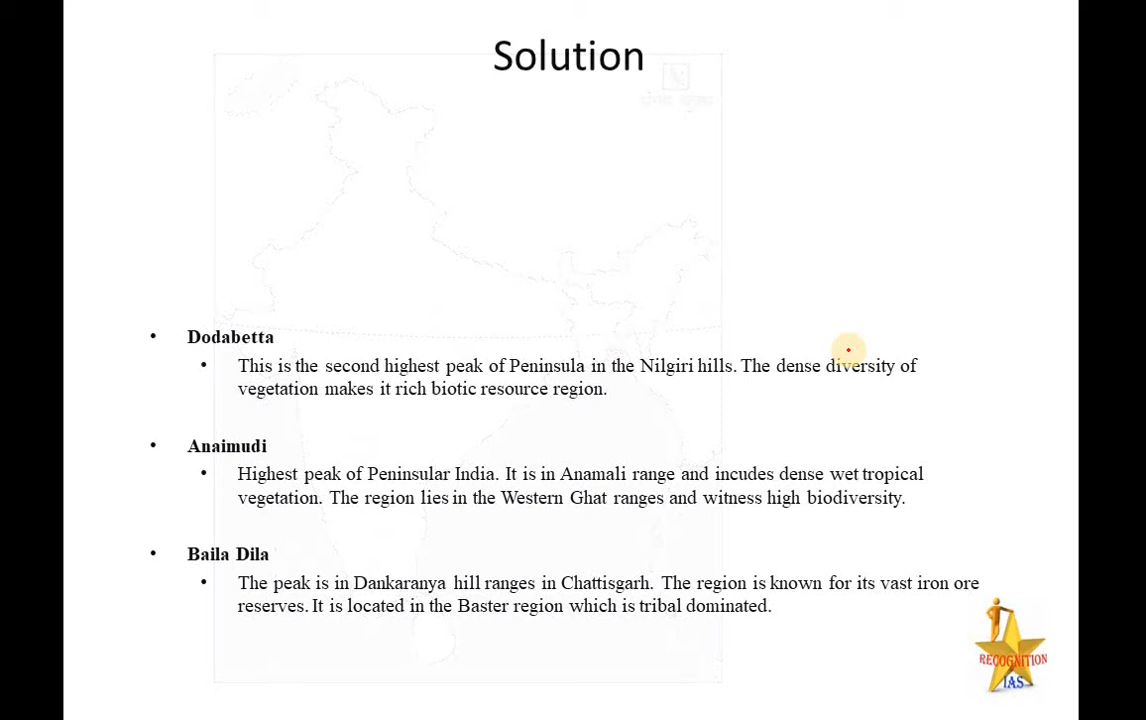 Solution
• Dodabetta
• This is the second highest peak of Peninsula in the Nilgiri hills. The dense diversity of
vegetation makes it rich biotic resource region.
• Anaimudi
• Highest peak of Peninsular India. It is in Anamali range and incudes dense wet tropical
vegetation. The region lies in the Western Ghat ranges and witness high biodiversity.
• Baila Dila
• The peak is in Dankaranya hill ranges in Chattisgarh. The region is known for its vast iron ore
reserves. It is located in the Baster region which is tribal dominated.
RECOGNITION
IAS